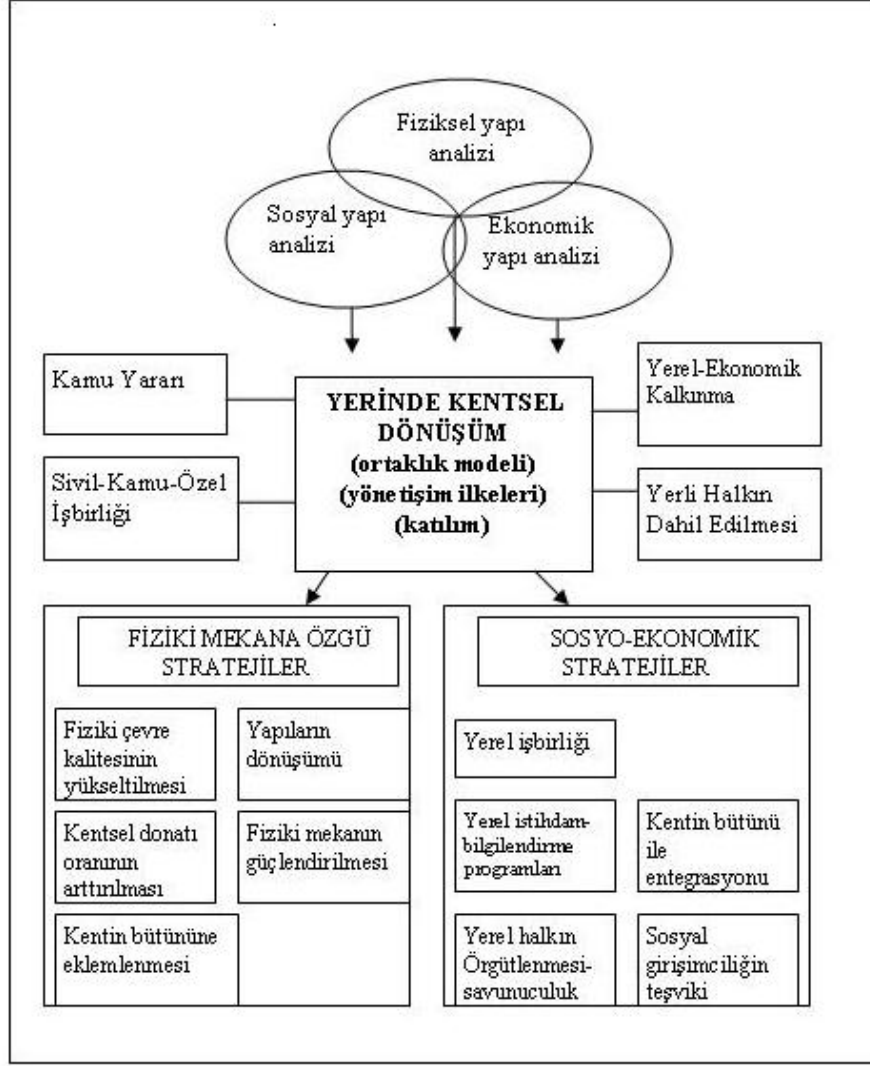 Fiziksel yapı
analizi
Sosyal yapı
analizi
Ekonomik
yapı analizi
Kamu Yararı
Yerel-Ekonomik
Kalkınma
YERİNDE KENTSEL
DÖNÜŞÜM
(ortaklık modeli)
(yönetişim ilkeleri)
(katılım)
Sivil-Kamu-Özel
İşbirliği
Yerli Halkın
Dahil Edilmesi
FİZİKİ MEKANA ÖZGÜ
STRATEJİLER
Fiziki çevre
kalitesinin
yükseltilmesi
Yapıların
dönüşümü
Kentsel donatı
oranının
arttırılması
Fiziki mekanın
güçlendirilmesi
Kentin bütününe
eklemlenmesi
SOSYO-EKONOMİK
STRATEJİLER
Yerel işbirliği
Yerel istihdam-
bilgilendirme
programları
Kentin bütünü
ile
entegrasyonu
Yerel halkın
Örgütlenmesi-
savunuculuk
Sosyal
girişimciliğin
teşviki